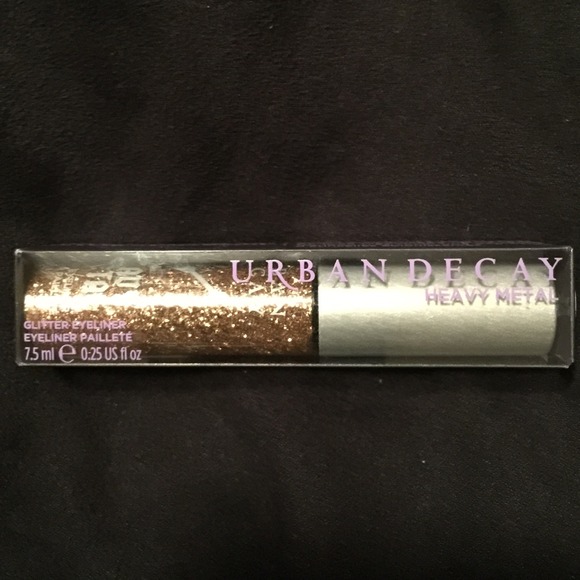 URBAN DECAY
HEAVY METAL
GLITTER EYELINER
EYELINER PAILLETÉ
7.5 ml e 0.25 US fl oz